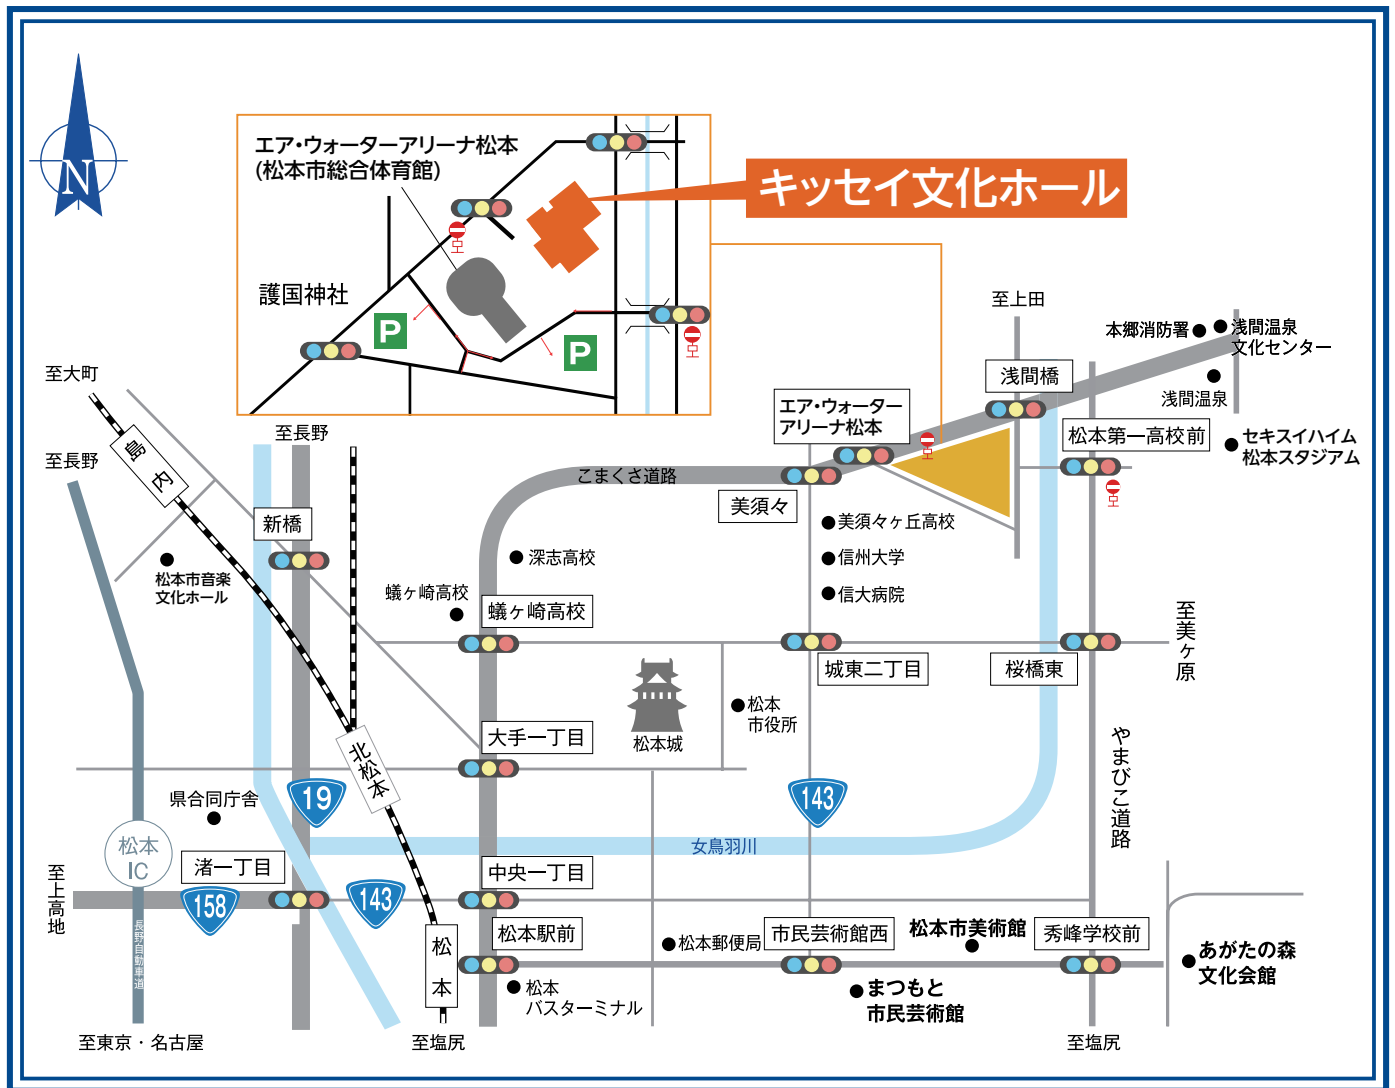 N
エア・ウォーターアリーナ松本
(松本市総合体育館)
キッセイ文化ホール
護国神社
P
P
至上田
本郷消防署
浅間温泉
文化センター
浅間温泉
浅間橋
エア・ウォーター
アリーナ松本
松本第一高校前
セキスイハイム
松本スタジアム
至大町
至長野
島内
至長野
新橋
こまくさ道路
美須々
美須々ヶ丘高校
信州大学
信大病院
深志高校
松本市音楽
文化ホール
蟻ヶ崎高校
蟻ヶ崎高校
至美ヶ原
城東二丁目
桜橋東
松本城
松本
市役所
大手一丁目
北松本
やまびこ道路
19
143
県合同庁舎
松本
IC
渚一丁目
女鳥羽川
中央一丁目
至上高地
158
143
長野自動車道
松本
松本駅前
松本郵便局
市民芸術館西
松本市美術館
秀峰学校前
あがたの森
文化会館
松本
バスターミナル
まつもと
市民芸術館
至東京・名古屋
至塩尻
至塩尻